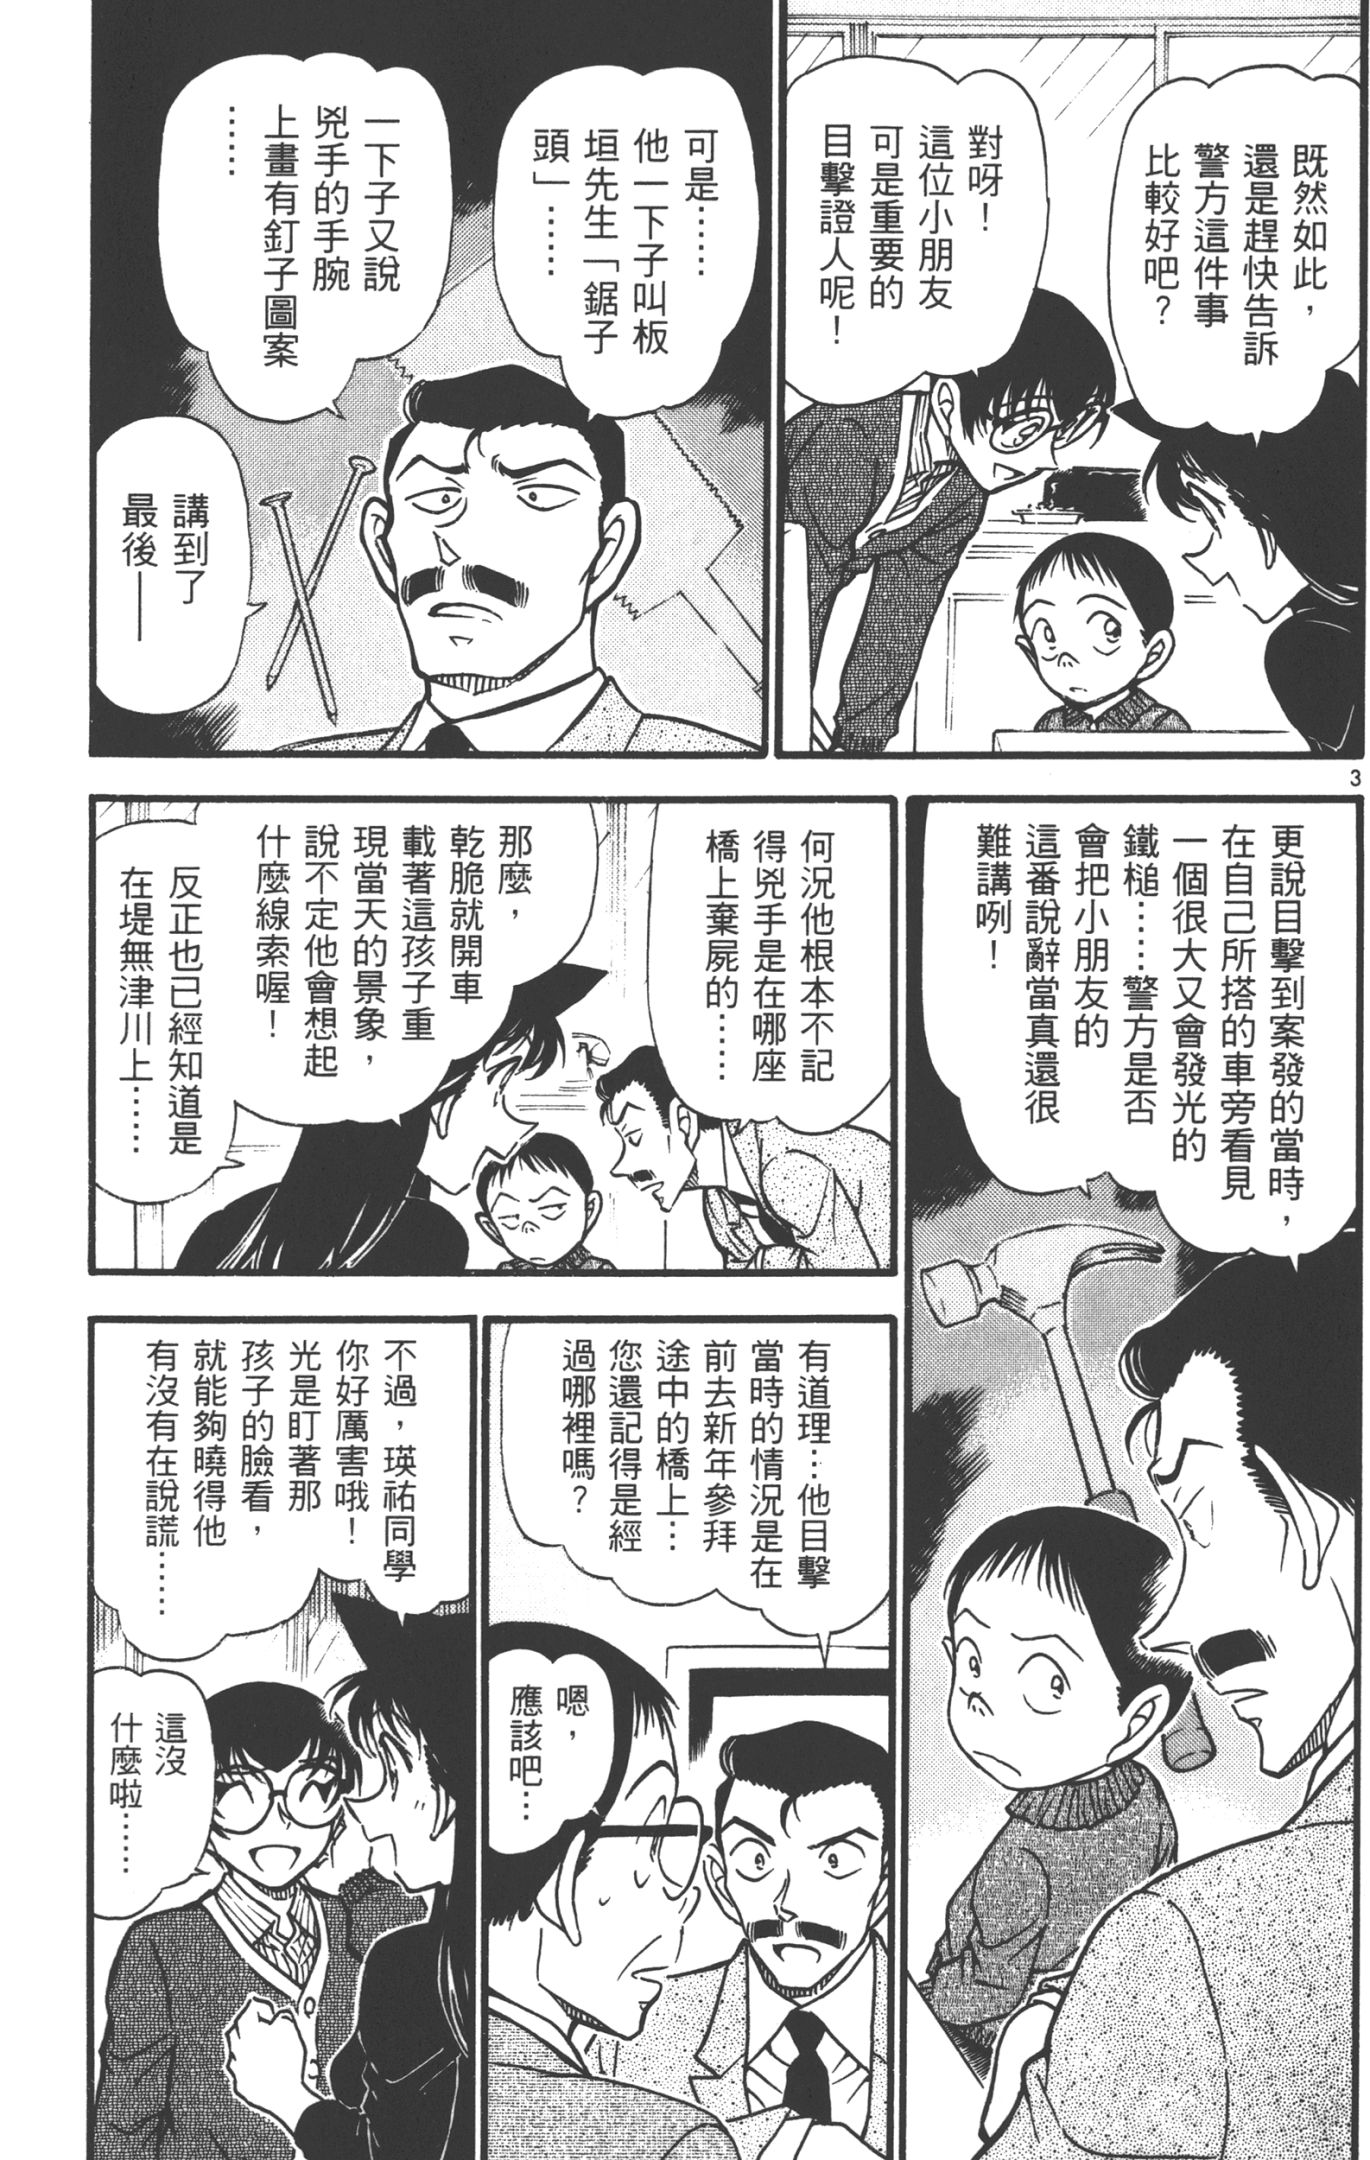 既然如此，
還是趕快告訴
警方這件事
比較好吧？
對呀！
這位小朋友
可是重要的
目擊證人呢！
可是……
他一下子叫板
垣先生「鋸子
頭」……
一下子又說
兇手的手腕
上畫有釘子圖案
……
講到了
最後——
3
更說目擊到案發的當時，
在自己所搭的車旁看見
一個很大又會發光的
鐵槌……警方是否
會把小朋友的
這番說辭當真還很
難講咧！
何況他根本不記
得兇手是在哪座
橋上棄屍的……
那麼，
乾脆就開車
載著這孩子重
現當天的景象，
說不定他會想起
什麼線索喔！
反正也已經知道是
在堤無津川上……
有道理…他目擊
當時的情況是在
前去新年參拜
途中的橋上…
您還記得是經
過哪裡嗎？
嗯，
應該吧…
不過，瑛祐同學
你好厲害哦！
光是盯著那
孩子的臉看，
就能夠曉得他
有沒有在說謊……
這沒
什麼啦……